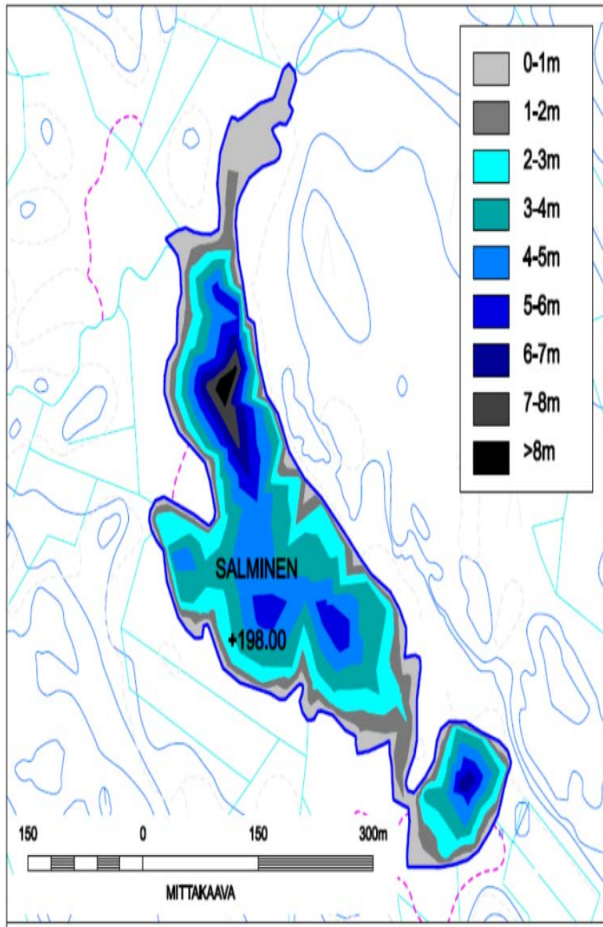 0-1m
1-2m
2-3m
3-4m
4-5m
5-6m
6-7m
7-8m
>8m
SALMINEN
+198.00
150 0 150 300m
MITTAKAAVA